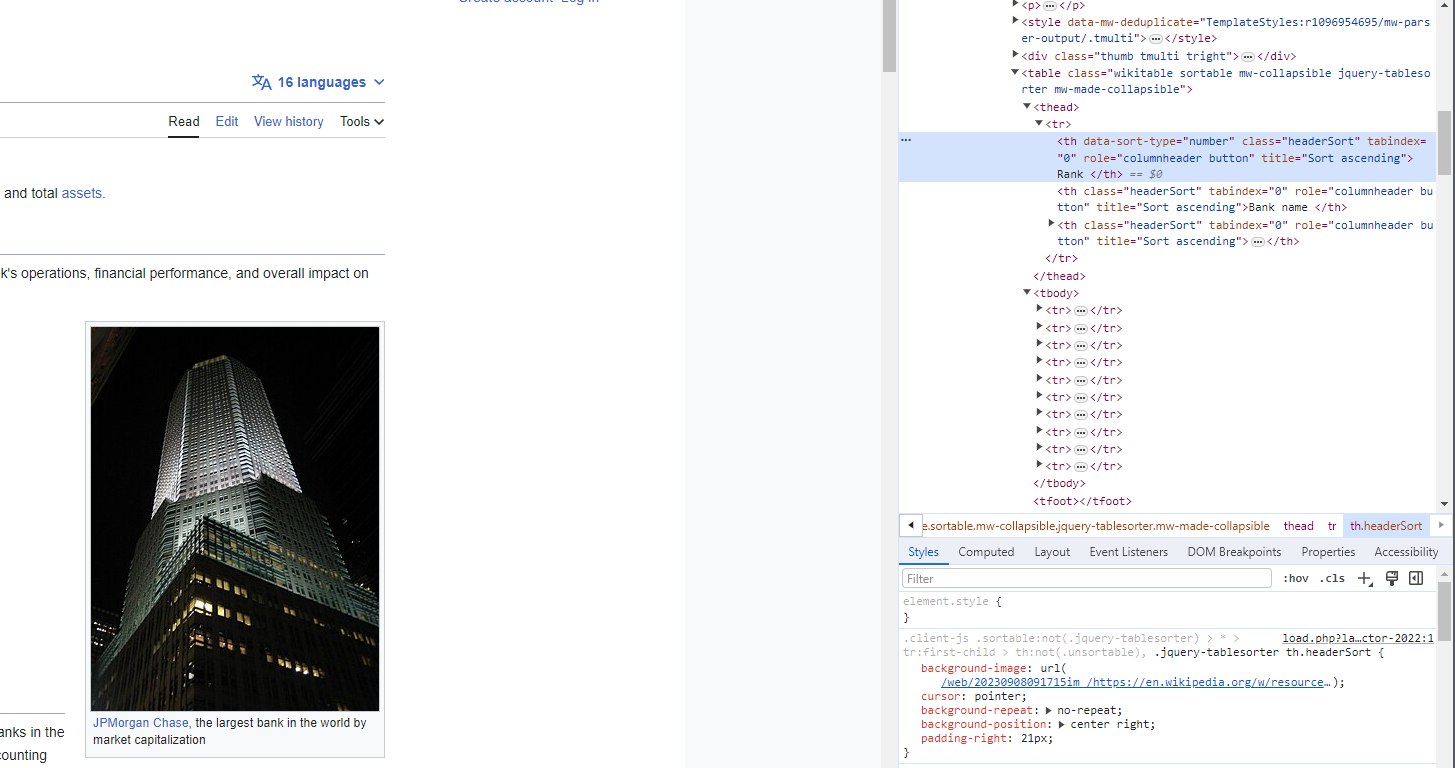 Create account Log in
16 languages
Read Edit View history Tools
and total assets.
k's operations, financial performance, and overall impact on
JPMorgan Chase, the largest bank in the world by
market capitalization
anks in the
counting
<p>…</p>
<style data-mw-deduplicate="TemplateStyles:r1096954695/mw-pars
er-output/.tmulti">…</style>
<div class="thumb tmulti tright">…</div>
<table class="wikitable sortable mw-collapsible jquery-tableso
rter mw-made-collapsible">
<thead>
<tr>
<th data-sort-type="number" class="headerSort" tabindex=
"0" role="columnheader button" title="Sort ascending">
Rank </th> == $0
<th class="headerSort" tabindex="0" role="columnheader bu
tton" title="Sort ascending">Bank name </th>
<th class="headerSort" tabindex="0" role="columnheader bu
tton" title="Sort ascending">…</th>
</tr>
</thead>
<tbody>
<tr>…</tr>
<tr>…</tr>
<tr>…</tr>
<tr>…</tr>
<tr>…</tr>
<tr>…</tr>
<tr>…</tr>
<tr>…</tr>
<tr>…</tr>
<tr>…</tr>
</tbody>
<tfoot></tfoot>
e.sortable.mw-collapsible.jquery-tablesorter.mw-made-collapsible thead tr th.headerSort
Styles Computed Layout Event Listeners DOM Breakpoints Properties Accessibility
Filter :hov .cls
element.style {
}
.client-js .sortable:not(.jquery-tablesorter) > * > load.php?la…ctor-2022:1
tr:first-child > th:not(.unsortable), .jquery-tablesorter th.headerSort {
background-image: url(
/web/20230908091715im_/https://en.wikipedia.org/w/resource…);
cursor: pointer;
background-repeat: no-repeat;
background-position: center right;
padding-right: 21px;
}